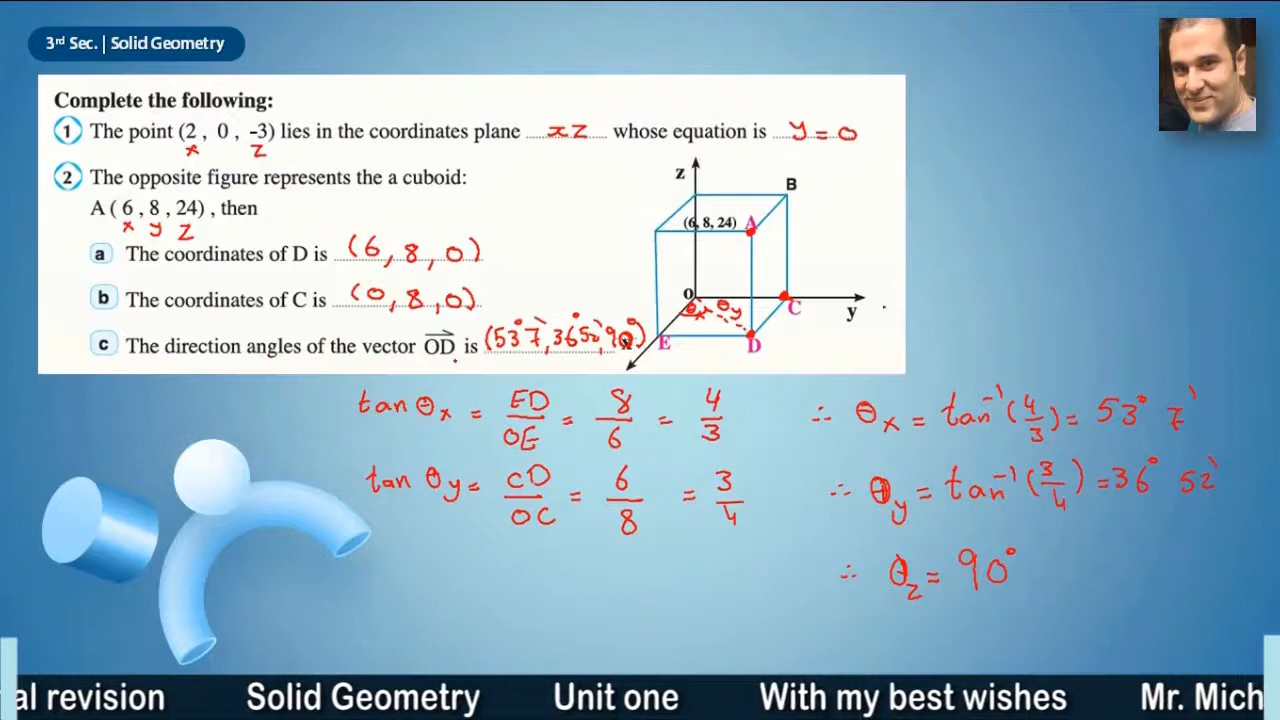 3rd Sec. | Solid Geometry
Complete the following:
1 The point (2 , 0 , -3) lies in the coordinates plane ...xz... whose equation is ...y = 0
x z
2 The opposite figure represents the a cuboid:
A ( 6 , 8 , 24) , then
x y z
a The coordinates of D is (6, 8, 0)
b The coordinates of C is (0, 8, 0)
c The direction angles of the vector OD is (53° 7', 36° 52', 90°)
z
B
(6, 8, 24) A
O
θx θy
C
y
E
D
tan θx = ED/OE = 8/6 = 4/3 ∴ θx = tan⁻¹(4/3) = 53° 7'
tan θy = CD/OC = 6/8 = 3/4 ∴ θy = tan⁻¹(3/4) = 36° 52'
∴ θz = 90°
al revision Solid Geometry Unit one With my best wishes Mr. Mich